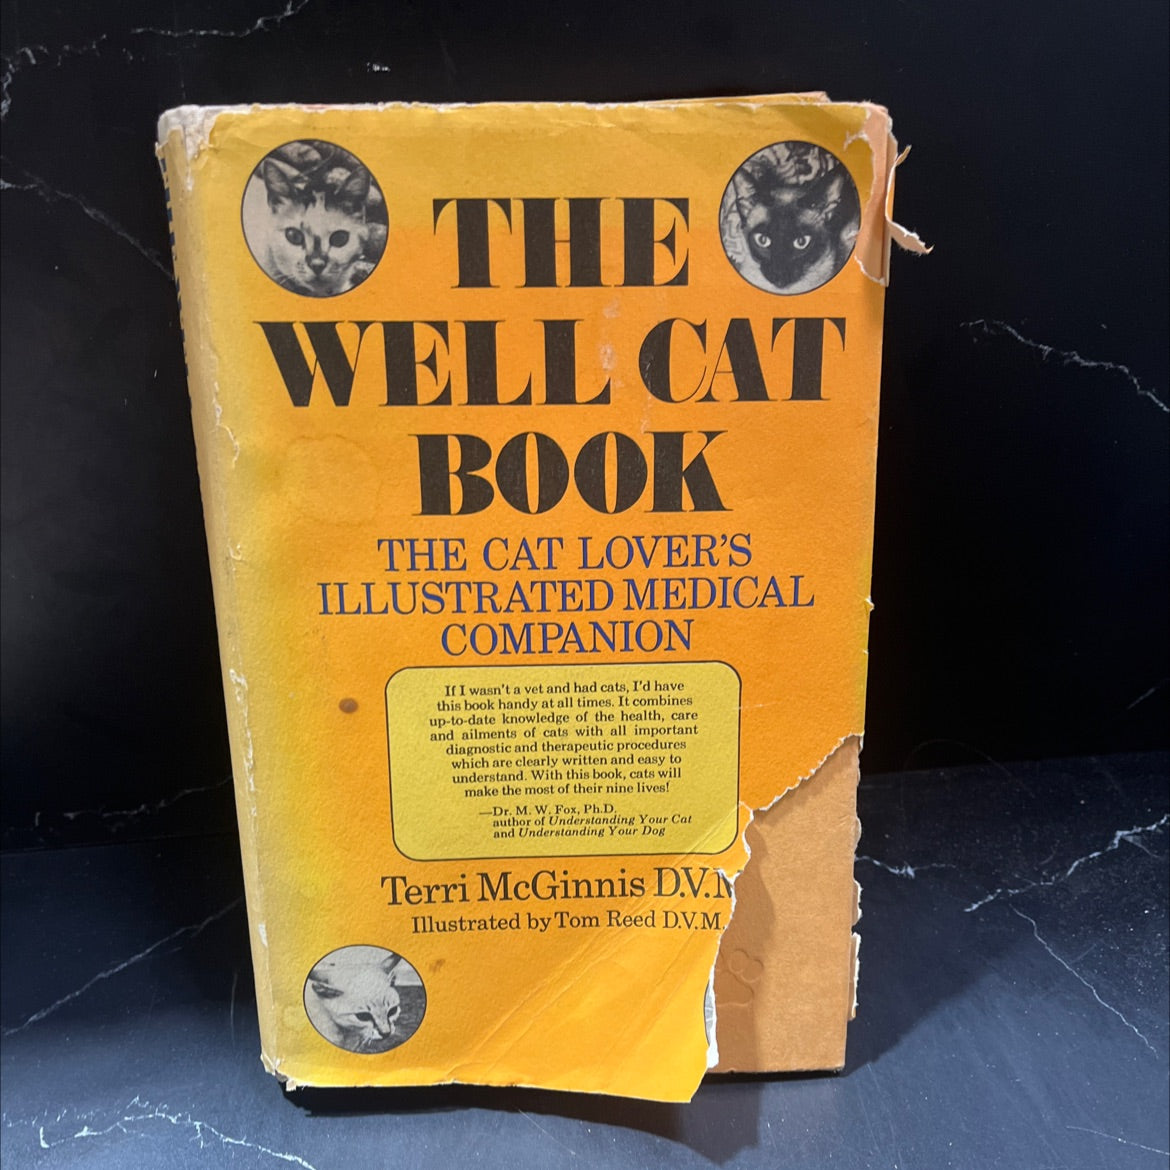 THE
WELL CAT
BOOK
THE CAT LOVER'S
ILLUSTRATED MEDICAL
COMPANION
If I wasn't a vet and had cats, I'd have
this book handy at all times. It combines
up-to-date knowledge of the health, care
and ailments of cats with all important
diagnostic and therapeutic procedures
which are clearly written and easy to
understand. With this book, cats will
make the most of their nine lives!
—Dr. M. W. Fox, Ph.D.
author of Understanding Your Cat
and Understanding Your Dog
Terri McGinnis D.V.M
Illustrated by Tom Reed D.V.M.